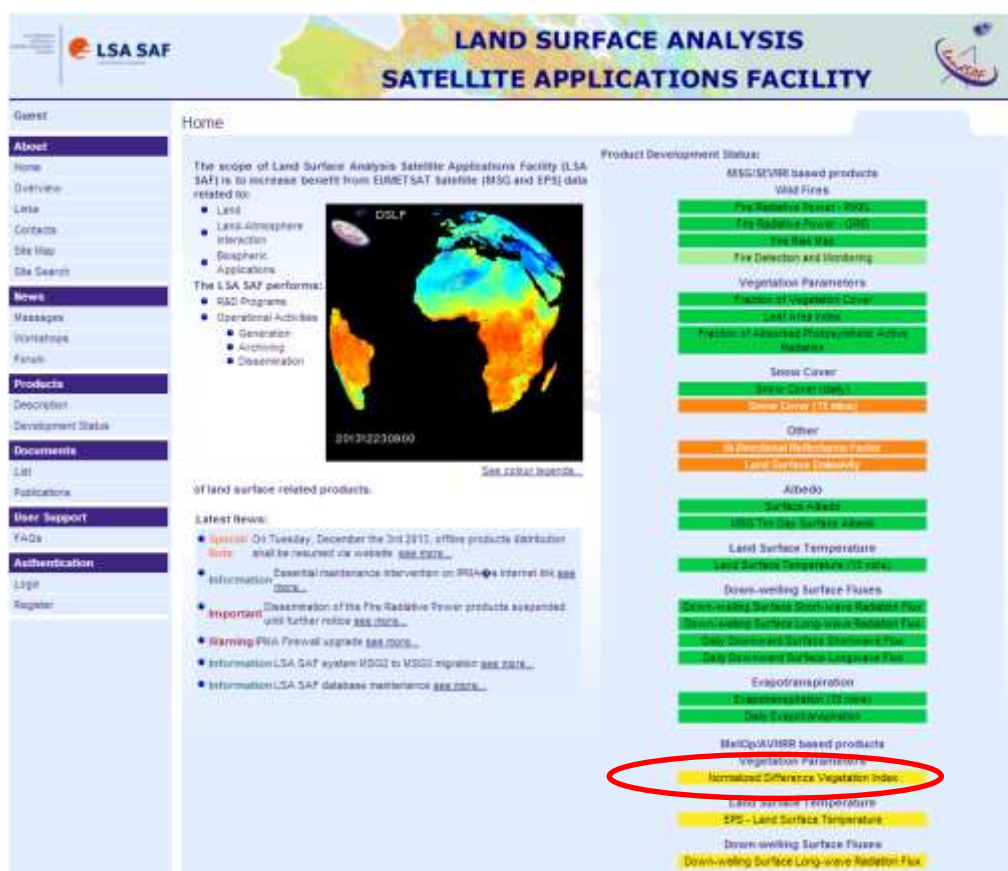 LSA SAF
LAND SURFACE ANALYSIS
SATELLITE APPLICATIONS FACILITY
Guest
About
Home
Overview
Links
Contacts
Site Map
Site Search
News
Messages
Workshops
Forum
Products
Description
Development Status
Documents
List
Publications
User Support
FAQs
Authentication
Login
Register
Home
The scope of Land Surface Analysis Satellite Applications Facility (LSA
SAF) is to increase benefit from EUMETSAT Satellite (MSG and EPS) data
related to:
Land
Land-Atmosphere
Interaction
Biospheric
Applications
The LSA SAF performs:
R&D Programs
Operational Activities
Generation
Archiving
Dissemination
DSLF
201312230800
See colour legends...
of land surface related products.
Latest News:
Special Note On Tuesday, December the 3rd 2013, offline products distribution
shall be resumed via website. see more...
Information Essential maintenance intervention on IPMA�s internet link see
more...
Important Dissemination of the Fire Radiative Power products suspended
until further notice see more...
Warning IPMA Firewall upgrade see more...
Information LSA SAF system MSG2 to MSG3 migration see more...
Information LSA SAF database maintenance see more...
Product Development Status:
MSG/SEVIRI based products
Wild Fires
Fire Radiative Power - PIXEL
Fire Radiative Power - GRID
Fire Risk Map
Fire Detection and Monitoring
Vegetation Parameters
Fraction of Vegetation Cover
Leaf Area Index
Fraction of Absorbed Photosynthetic Active
Radiation
Snow Cover
Snow Cover (daily)
Snow Cover (15 mins)
Other
Bi-Directional Reflectance Factor
Land Surface Emissivity
Albedo
Surface Albedo
MSG Ten Day Surface Albedo
Land Surface Temperature
Land Surface Temperature (15 mins)
Down-welling Surface Fluxes
Down-welling Surface Short-wave Radiation Flux
Down-welling Surface Long-wave Radiation Flux
Daily Downward Surface Shortwave Flux
Daily Downward Surface Longwave Flux
Evapotranspiration
Evapotranspiration (30 mins)
Daily Evapotranspiration
MetOp/AVHRR based products
Vegetation Parameters
Normalized Difference Vegetation Index
Land Surface Temperature
EPS - Land Surface Temperature
Down-welling Surface Fluxes
Down-welling Surface Long-wave Radiation Flux